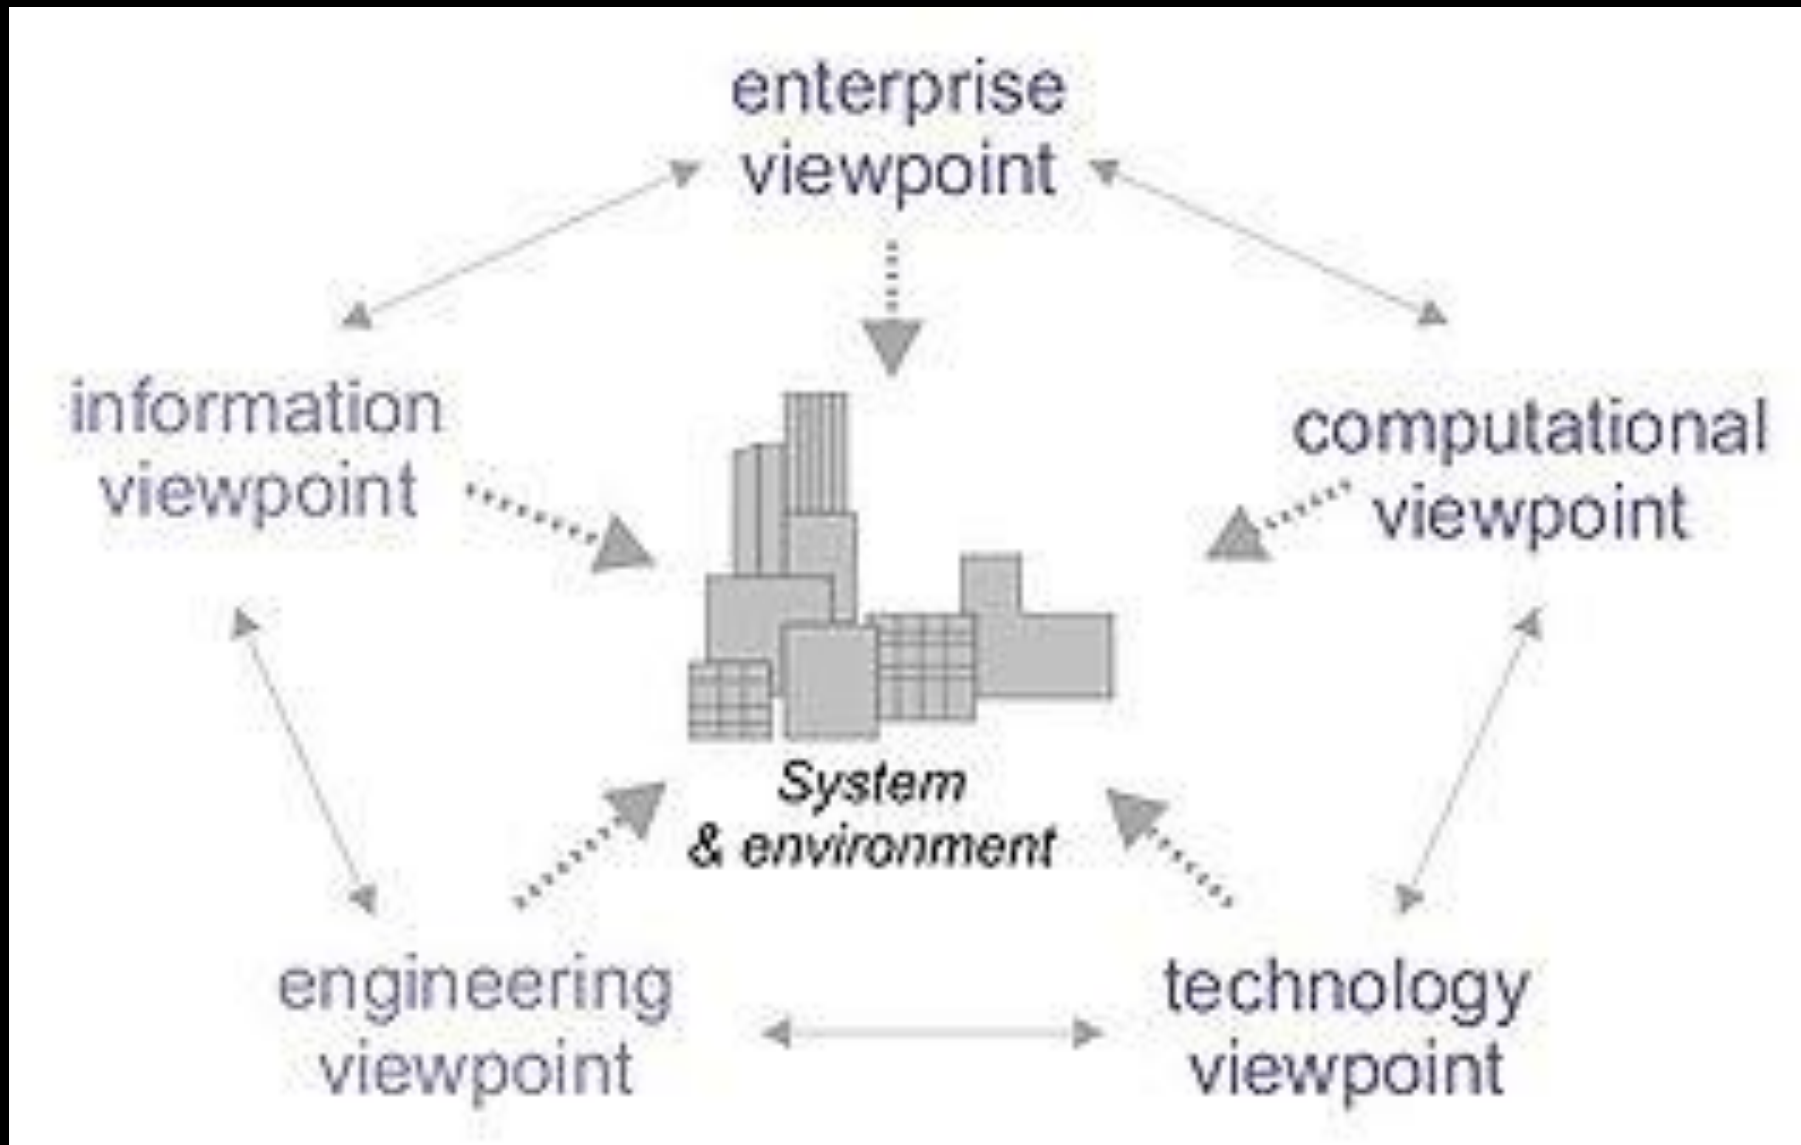 enterprise
viewpoint
information
viewpoint
computational
viewpoint
System
& environment
engineering
viewpoint
technology
viewpoint